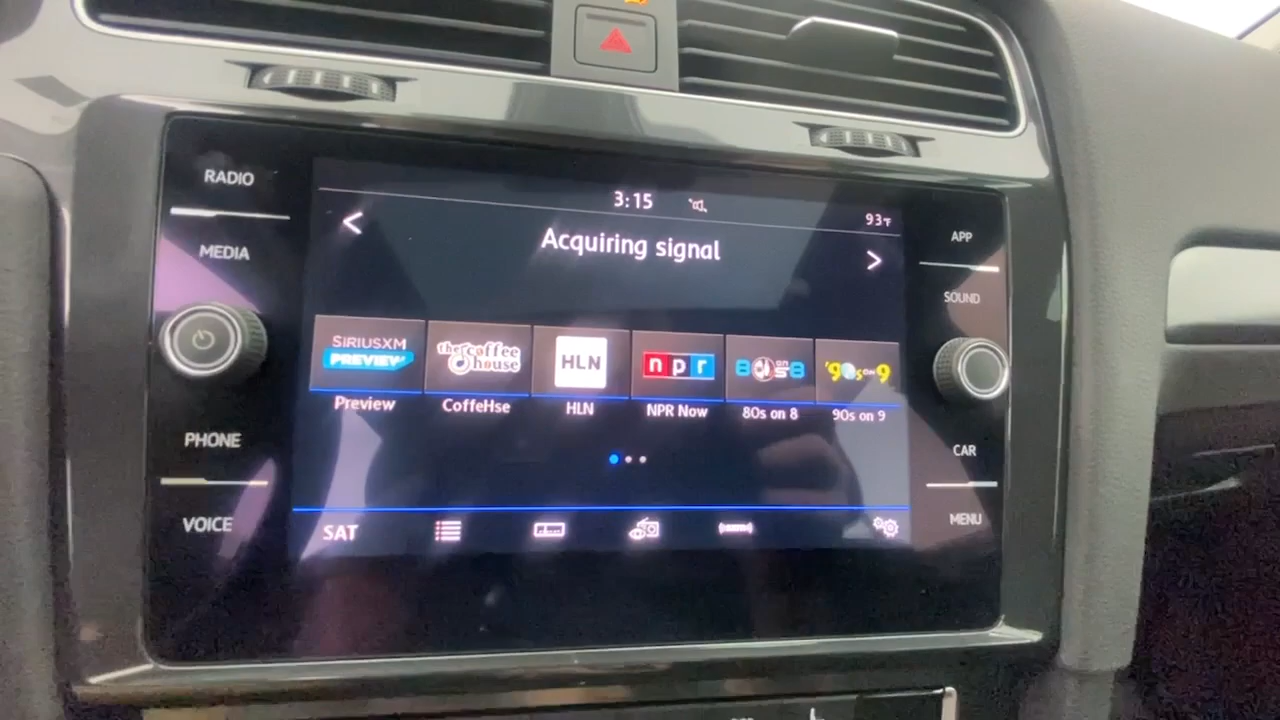 RADIO
MEDIA
PHONE
VOICE
3:15
93°F
Acquiring signal
SiriusXM PREVIEW
the coffee house
HLN
npr
80s on 8
'90s on 9
Preview
CoffeHse
HLN
NPR Now
80s on 8
90s on 9
SAT
APP
SOUND
CAR
MENU